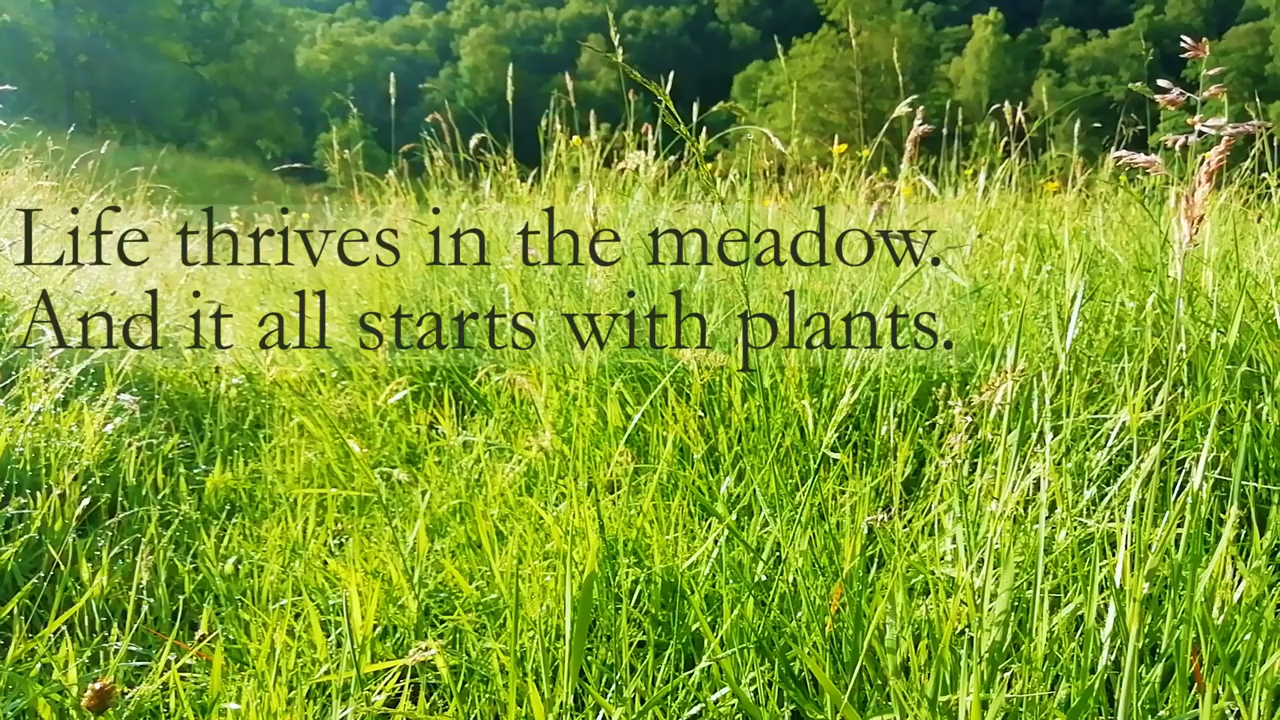 Life thrives in the meadow.
And it all starts with plants.